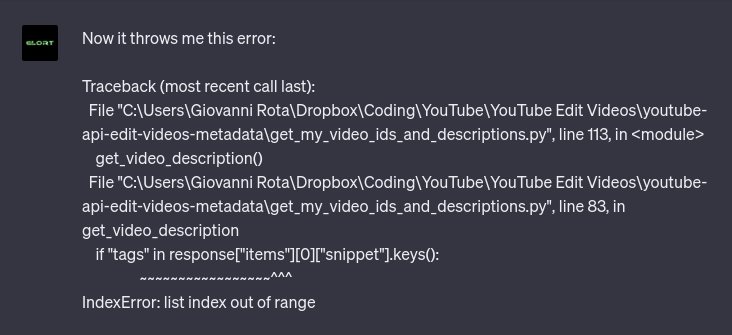 ELORT
Now it throws me this error:
Traceback (most recent call last):
File "C:\Users\Giovanni Rota\Dropbox\Coding\YouTube\YouTube Edit Videos\youtube-
api-edit-videos-metadata\get_my_video_ids_and_descriptions.py", line 113, in <module>
get_video_description()
File "C:\Users\Giovanni Rota\Dropbox\Coding\YouTube\YouTube Edit Videos\youtube-
api-edit-videos-metadata\get_my_video_ids_and_descriptions.py", line 83, in
get_video_description
if "tags" in response["items"][0]["snippet"].keys():
~~~~~~~~~~~~~~~~~^^^
IndexError: list index out of range